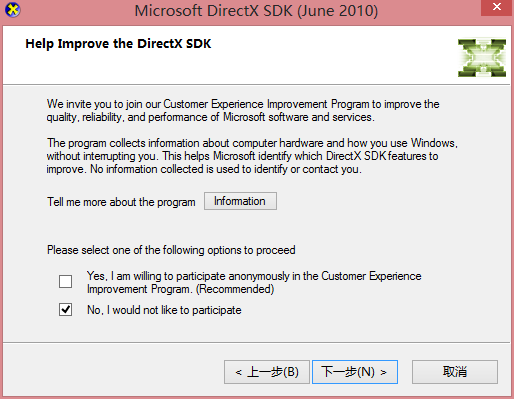 Microsoft DirectX SDK (June 2010)
Help Improve the DirectX SDK
We invite you to join our Customer Experience Improvement Program to improve the
quality, reliability, and performance of Microsoft software and services.
The program collects information about computer hardware and how you use Windows,
without interrupting you. This helps Microsoft identify which DirectX SDK features to
improve. No information collected is used to identify or contact you.
Tell me more about the program Information
Please select one of the following options to proceed
Yes, I am willing to participate anonymously in the Customer Experience
Improvement Program. (Recommended)
No, I would not like to participate
< 上一步(B) 下一步(N) > 取消